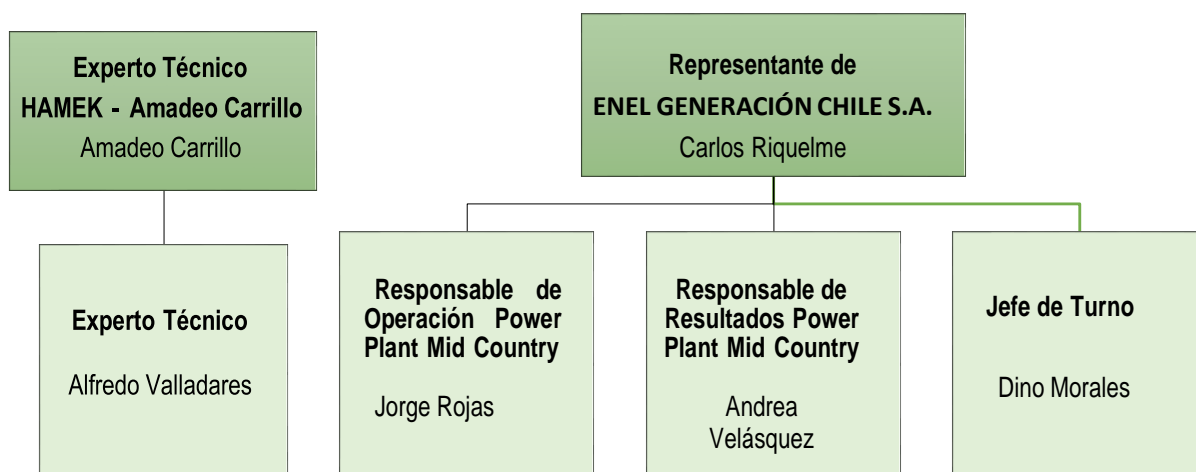 Experto Técnico
HAMEK - Amadeo Carrillo
Amadeo Carrillo
Representante de
ENEL GENERACIÓN CHILE S.A.
Carlos Riquelme
Experto Técnico
Alfredo Valladares
Responsable de
Operación Power
Plant Mid Country
Jorge Rojas
Responsable de
Resultados Power
Plant Mid Country
Andrea
Velásquez
Jefe de Turno
Dino Morales